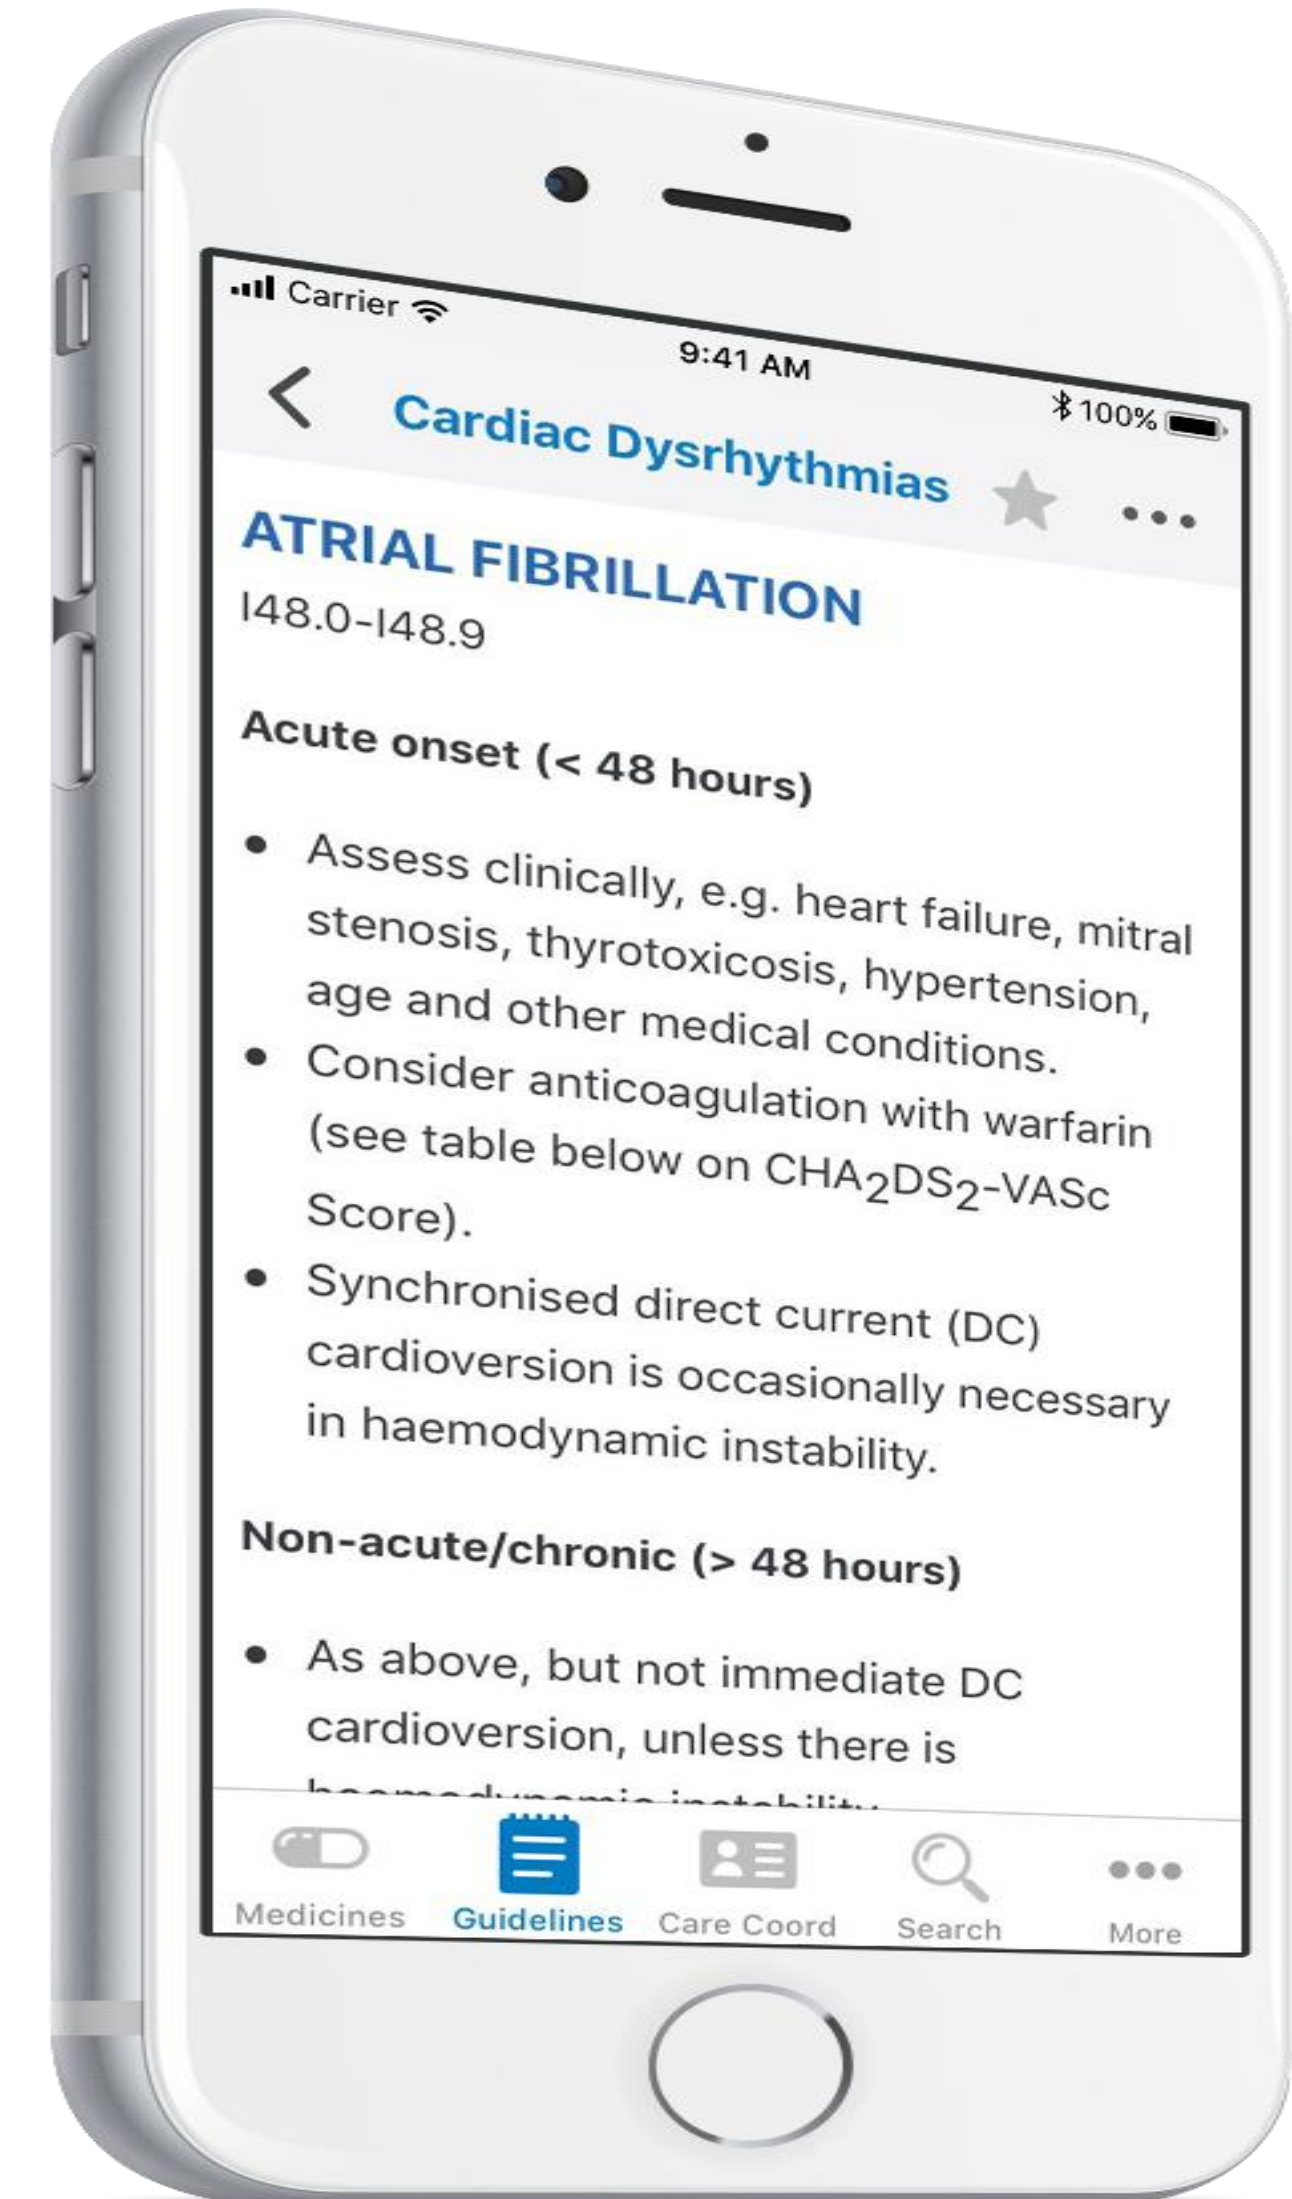 Carrier
9:41 AM
100%
Cardiac Dysrhythmias
ATRIAL FIBRILLATION
I48.0-I48.9
Acute onset (< 48 hours)
• Assess clinically, e.g. heart failure, mitral
stenosis, thyrotoxicosis, hypertension,
age and other medical conditions.
• Consider anticoagulation with warfarin
(see table below on CHA₂DS₂-VASc
Score).
• Synchronised direct current (DC)
cardioversion is occasionally necessary
in haemodynamic instability.
Non-acute/chronic (> 48 hours)
• As above, but not immediate DC
cardioversion, unless there is
haemodynamic instability
Medicines Guidelines Care Coord Search More